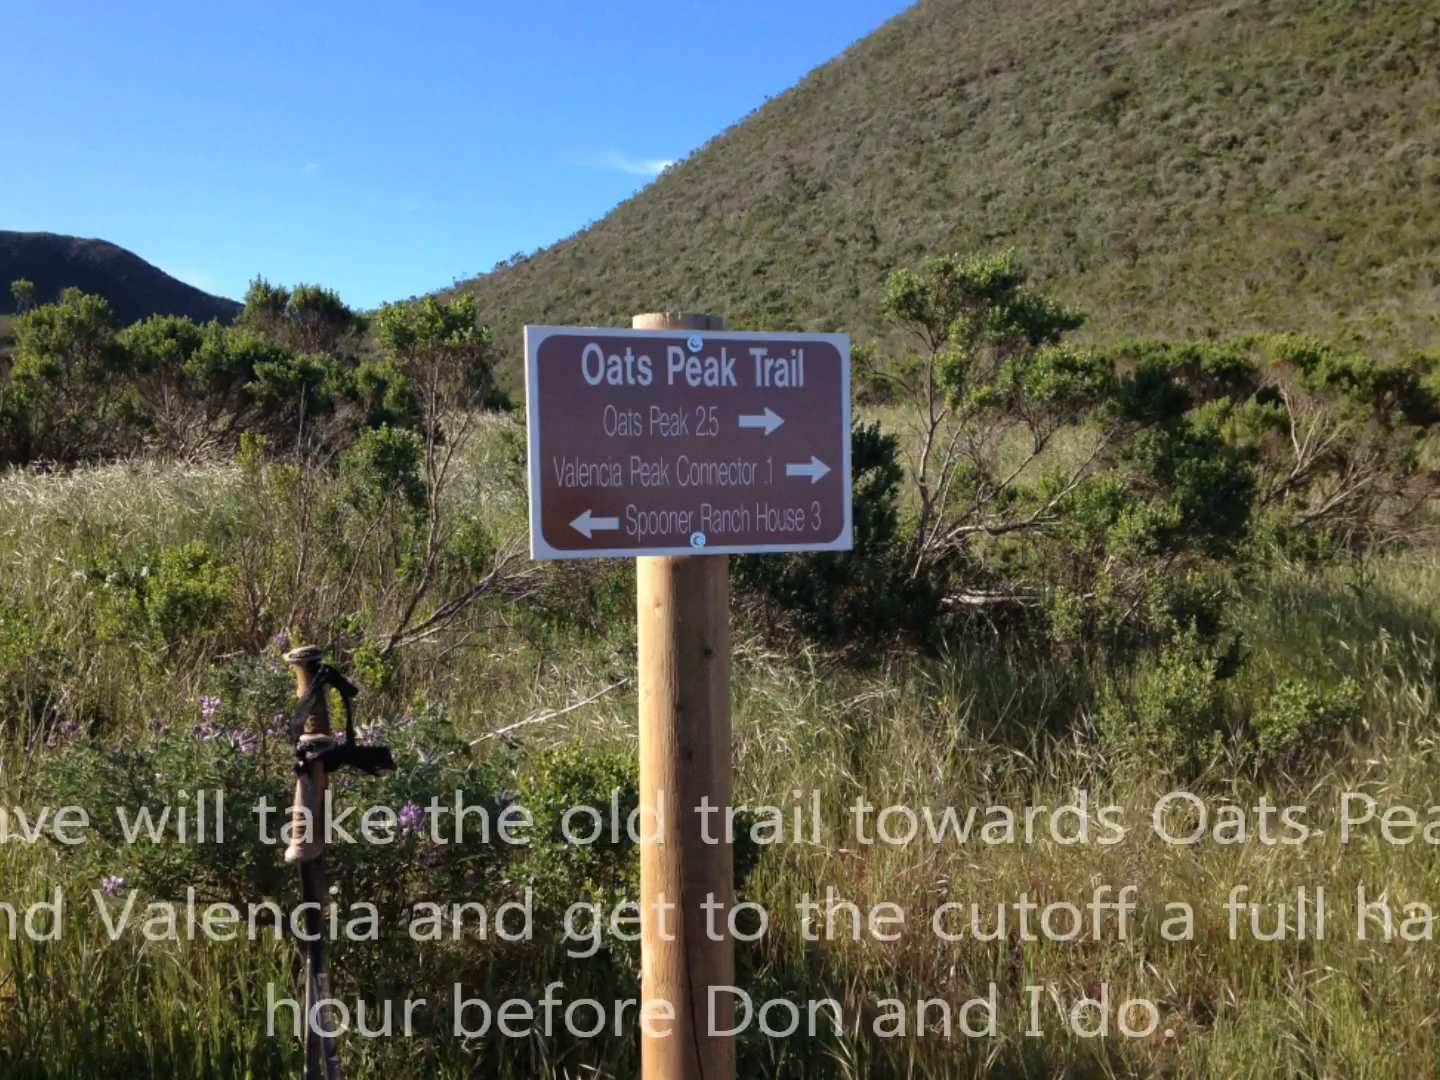 Oats Peak Trail
Oats Peak 2.5
Valencia Peak Connector .1
Spooner Ranch House 3
will take the old trail towards Oats
Valencia and get to the cutoff a full
hour before Don and I do.